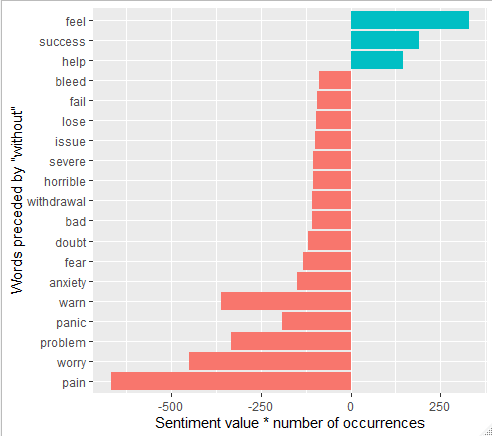 feel
success
help
bleed
fail
lose
issue
severe
horrible
withdrawal
bad
doubt
fear
anxiety
warn
panic
problem
worry
pain
Words preceded by "without"
-500 -250 0 250
Sentiment value * number of occurrences